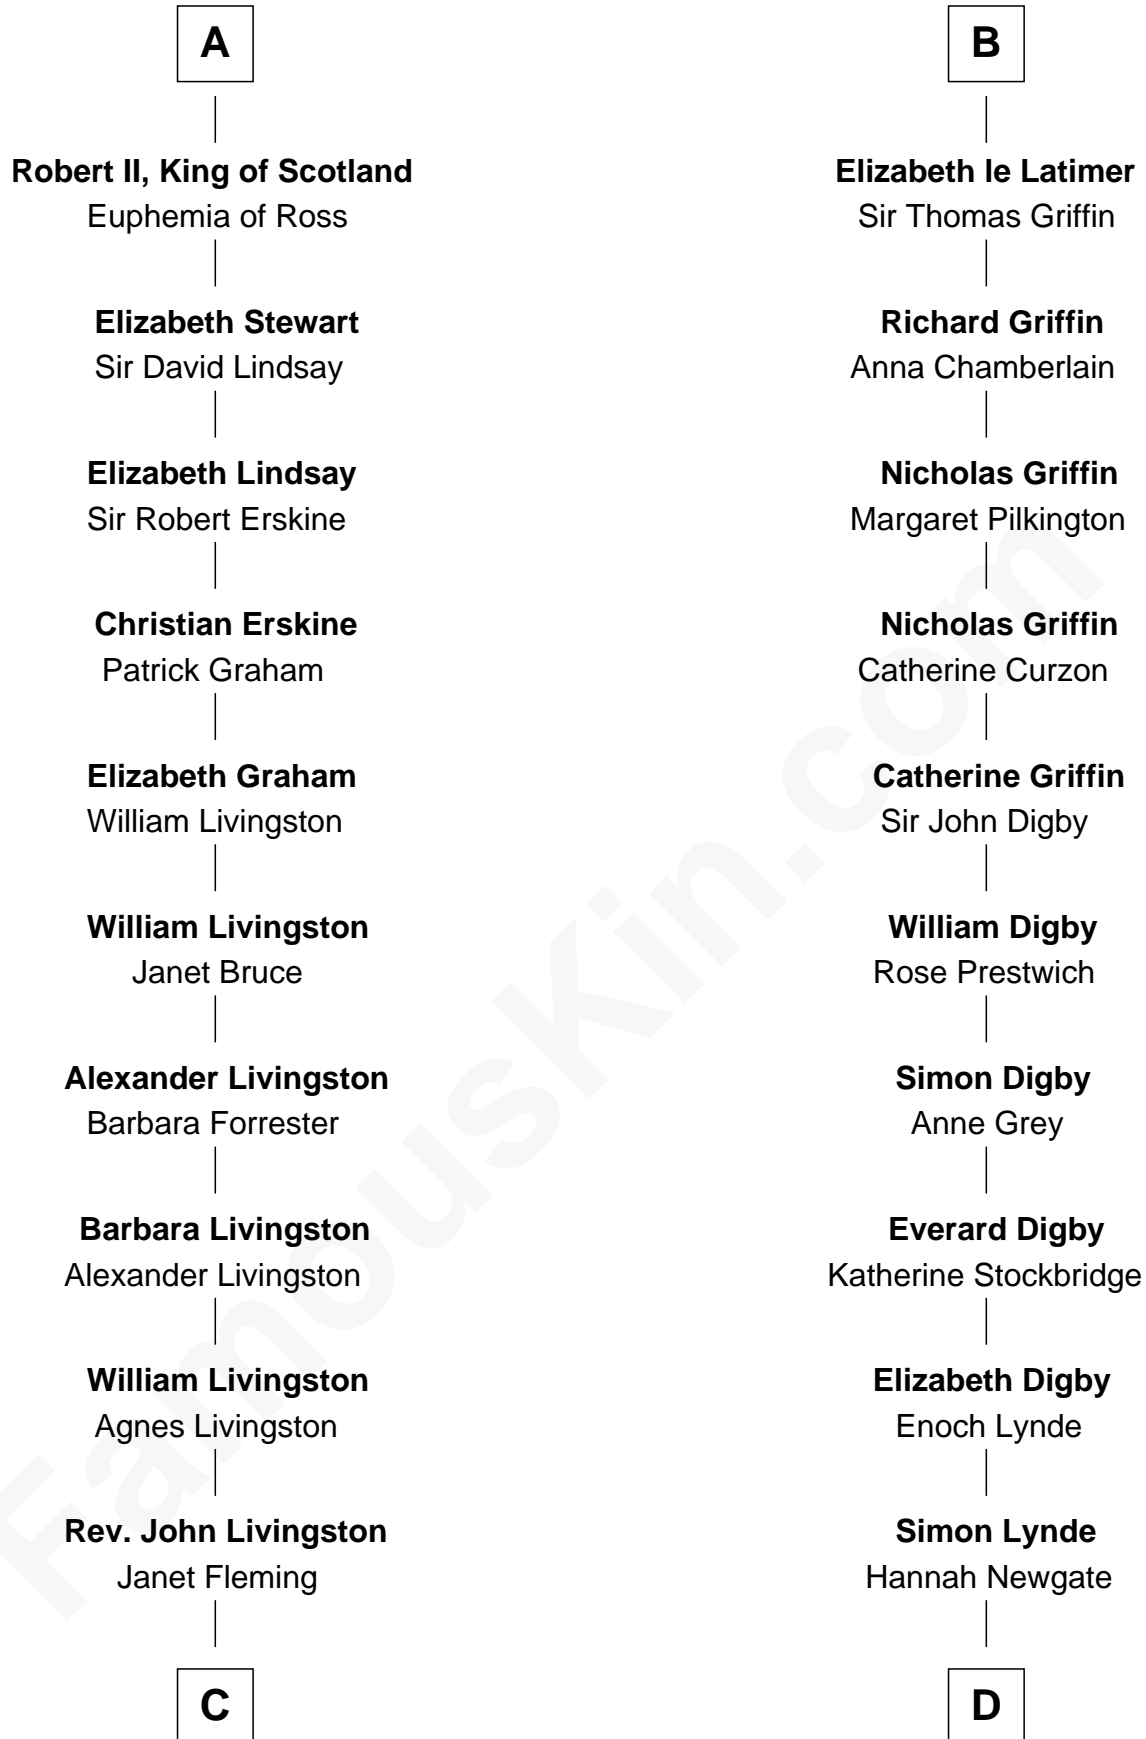 A
Robert II, King of Scotland
Euphemia of Ross
Elizabeth Stewart
Sir David Lindsay
Elizabeth Lindsay
Sir Robert Erskine
Christian Erskine
Patrick Graham
Elizabeth Graham
William Livingston
William Livingston
Janet Bruce
Alexander Livingston
Barbara Forrester
Barbara Livingston
Alexander Livingston
William Livingston
Agnes Livingston
Rev. John Livingston
Janet Fleming
C
B
Elizabeth le Latimer
Sir Thomas Griffin
Richard Griffin
Anna Chamberlain
Nicholas Griffin
Margaret Pilkington
Nicholas Griffin
Catherine Curzon
Catherine Griffin
Sir John Digby
William Digby
Rose Prestwich
Simon Digby
Anne Grey
Everard Digby
Katherine Stockbridge
Elizabeth Digby
Enoch Lynde
Simon Lynde
Hannah Newgate
D
FamousKin.com